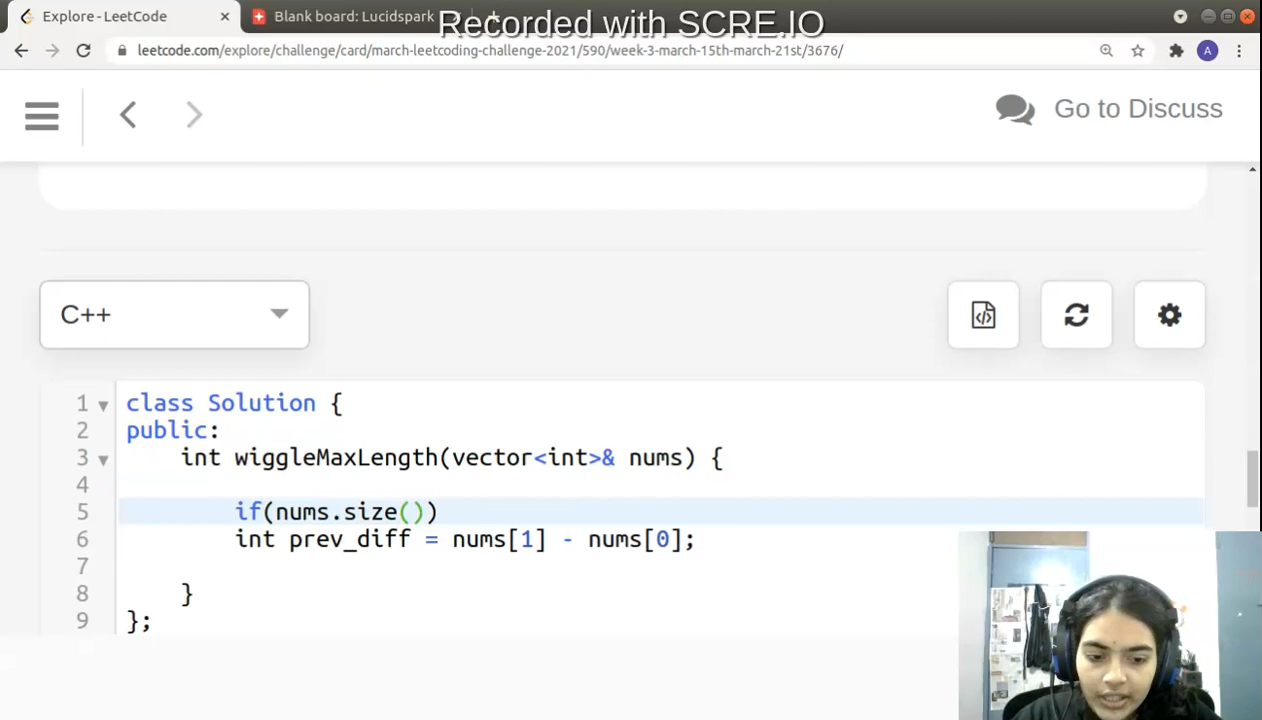 Explore - LeetCode
Blank board: Lucidspark
Recorded with SCRE.IO
leetcode.com/explore/challenge/card/march-leetcoding-challenge-2021/590/week-3-march-15th-march-21st/3676/
A
Go to Discuss
C++
1 class Solution {
2 public:
3 int wiggleMaxLength(vector<int>& nums) {
4
5 if(nums.size())
6 int prev_diff = nums[1] - nums[0];
7
8 }
9 };